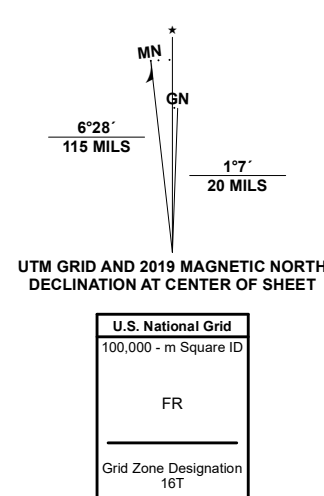 ★
MN
GN
6°28´
115 MILS
1°7´
20 MILS
UTM GRID AND 2019 MAGNETIC NORTH
DECLINATION AT CENTER OF SHEET
U.S. National Grid
100,000 - m Square ID
FR
Grid Zone Designation
16T